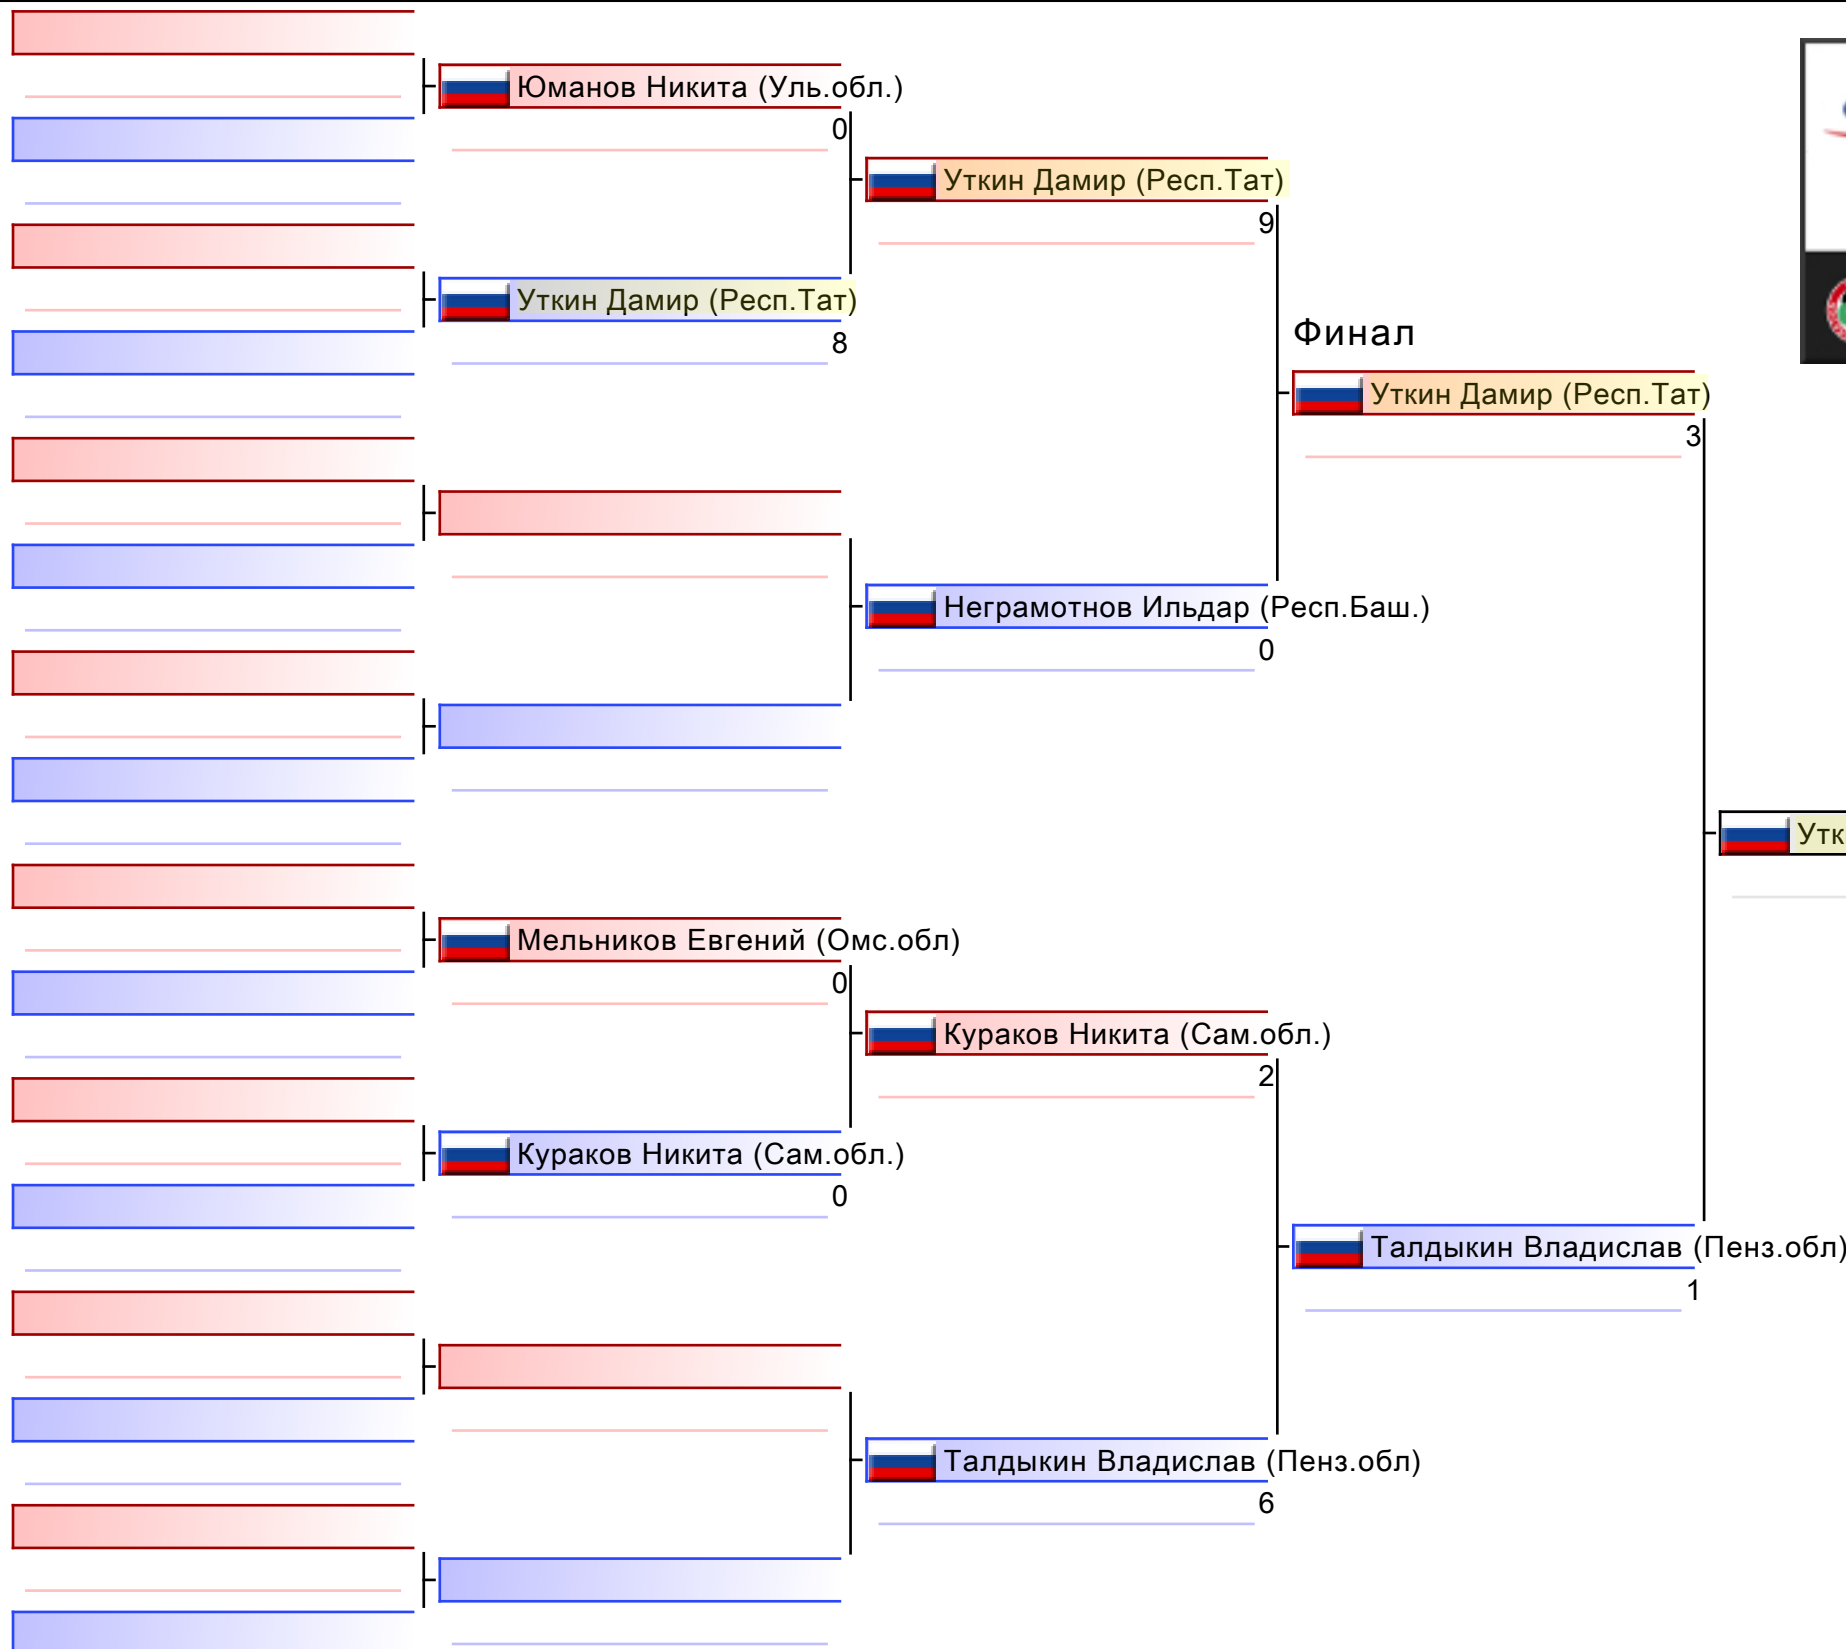 Юманов Никита (Уль.обл.)
0
Уткин Дамир (Респ.Тат)
9
Уткин Дамир (Респ.Тат)
8
Финал
Уткин Дамир (Респ.Тат)
3
Неграмотнов Ильдар (Респ.Баш.)
0
Утк
Мельников Евгений (Омс.обл)
0
Кураков Никита (Сам.обл.)
2
Кураков Никита (Сам.обл.)
0
Талдыкин Владислав (Пенз.обл)
1
Талдыкин Владислав (Пенз.обл)
6